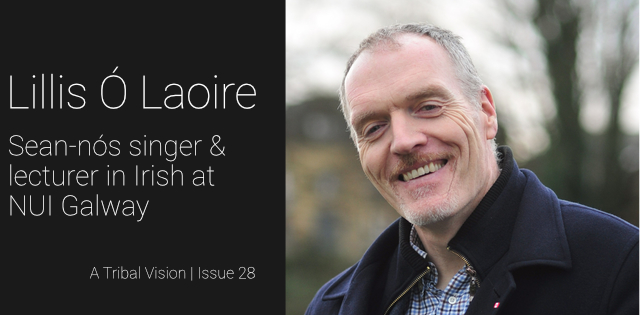 Lillis Ó Laoire
Sean-nós singer &
lecturer in Irish at
NUI Galway
A Tribal Vision | Issue 28